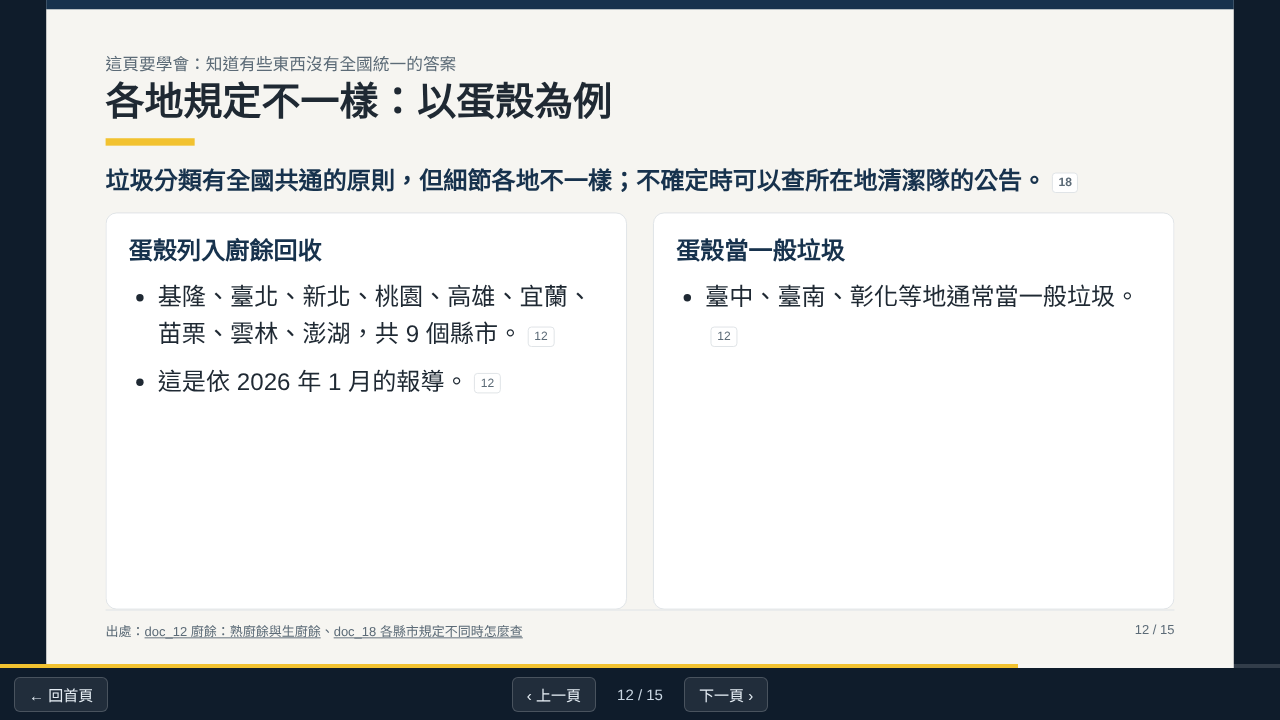 這頁要學會：知道有些東西沒有全國統一的答案
各地規定不一樣：以蛋殼為例
垃圾分類有全國共通的原則，但細節各地不一樣；不確定時可以查所在地清潔隊的公告。 18
蛋殼列入廚餘回收
• 基隆、臺北、新北、桃園、高雄、宜蘭、
苗栗、雲林、澎湖，共 9 個縣市。 12
• 這是依 2026 年 1 月的報導。 12
蛋殼當一般垃圾
• 臺中、臺南、彰化等地通常當一般垃圾。
12
出處：doc_12 廚餘：熟廚餘與生廚餘、doc_18 各縣市規定不同時怎麼查
12 / 15
← 回首頁
‹ 上一頁
12 / 15
下一頁 ›